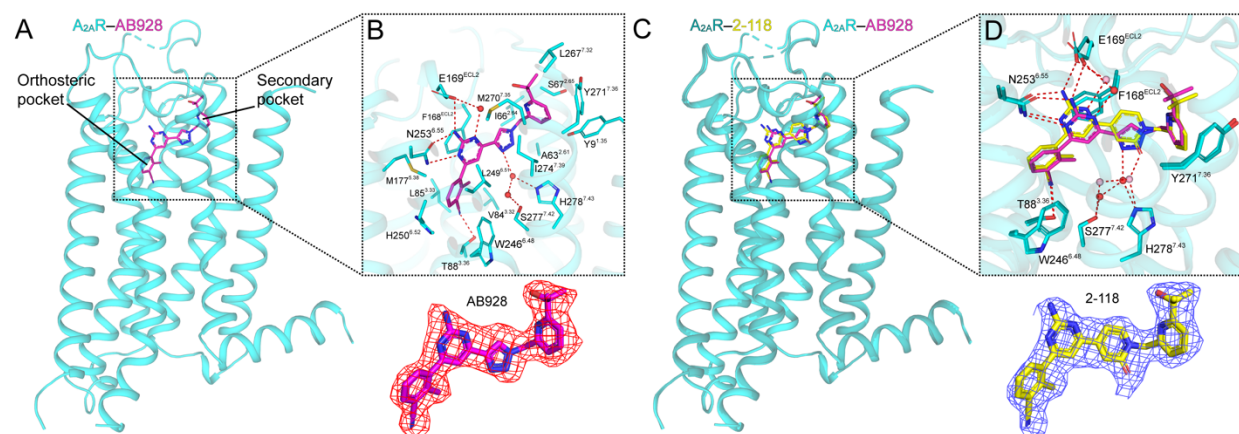 A
A₂ₐR–AB928
Orthosteric
pocket
Secondary
pocket
B
L267⁷·³²
E169ᴱᶜᴸ²
S67²·⁶⁵
M270⁷·³⁵
Y271⁷·³⁶
F168ᴱᶜᴸ²
I66²·⁶⁴
N253⁶·⁵⁵
Y9¹·³⁵
A63²·⁶¹
M177⁵·³⁸
L249⁶·⁵¹
I274⁷·³⁹
L85³·³³
H278⁷·⁴³
V84³·³²
S277⁷·⁴²
H250⁶·⁵²
W246⁶·⁴⁸
T88³·³⁶
AB928
C
A₂ₐR–2-118
A₂ₐR–AB928
D
E169ᴱᶜᴸ²
N253⁶·⁵⁵
F168ᴱᶜᴸ²
Y271⁷·³⁶
T88³·³⁶
S277⁷·⁴²
H278⁷·⁴³
W246⁶·⁴⁸
2-118